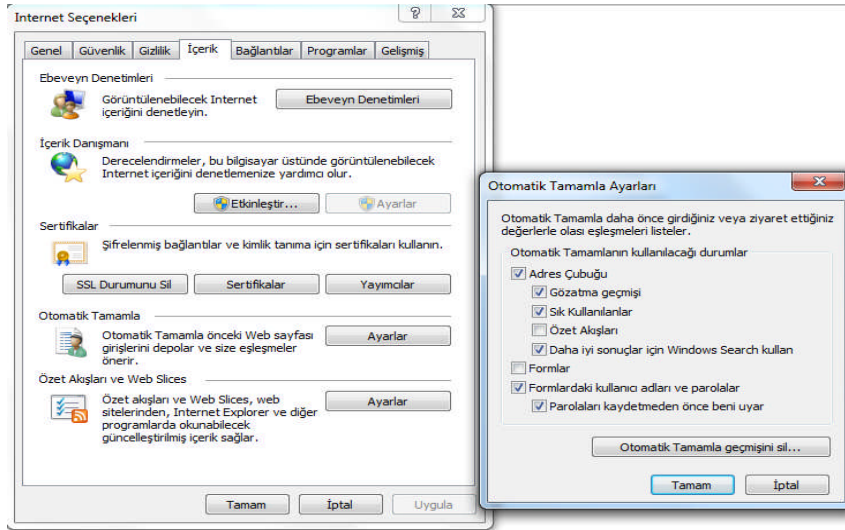 Internet Seçenekleri
Genel Güvenlik Gizlilik İçerik Bağlantılar Programlar Gelişmiş
Ebeveyn Denetimleri
Görüntülenebilecek Internet
içeriğini denetleyin.
Ebeveyn Denetimleri
İçerik Danışmanı
Derecelendirmeler, bu bilgisayar üstünde görüntülenebilecek
Internet içeriğini denetlemenize yardımcı olur.
Etkinleştir... Ayarlar
Sertifikalar
Şifrelenmiş bağlantılar ve kimlik tanıma için sertifikaları kullanın.
SSL Durumunu Sil Sertifikalar Yayımcılar
Otomatik Tamamla
Otomatik Tamamla önceki Web sayfası
girişlerini depolar ve size eşleşmeler
önerir.
Ayarlar
Özet Akışları ve Web Slices
Özet akışları ve Web Slices, web
sitelerinden, Internet Explorer ve diğer
programlarda okunabilecek
güncelleştirilmiş içerik sağlar.
Ayarlar
Tamam İptal Uygula
Otomatik Tamamla Ayarları
Otomatik Tamamla daha önce girdiğiniz veya ziyaret ettiğiniz
değerlerle olası eşleşmeleri listeler.
Otomatik Tamamlanın kullanılacağı durumlar
Adres Çubuğu
Gözatma geçmişi
Sık Kullanılanlar
Özet Akışları
Daha iyi sonuçlar için Windows Search kullan
Formlar
Formlardaki kullanıcı adları ve parolalar
Parolaları kaydetmeden önce beni uyar
Otomatik Tamamla geçmişini sil...
Tamam İptal